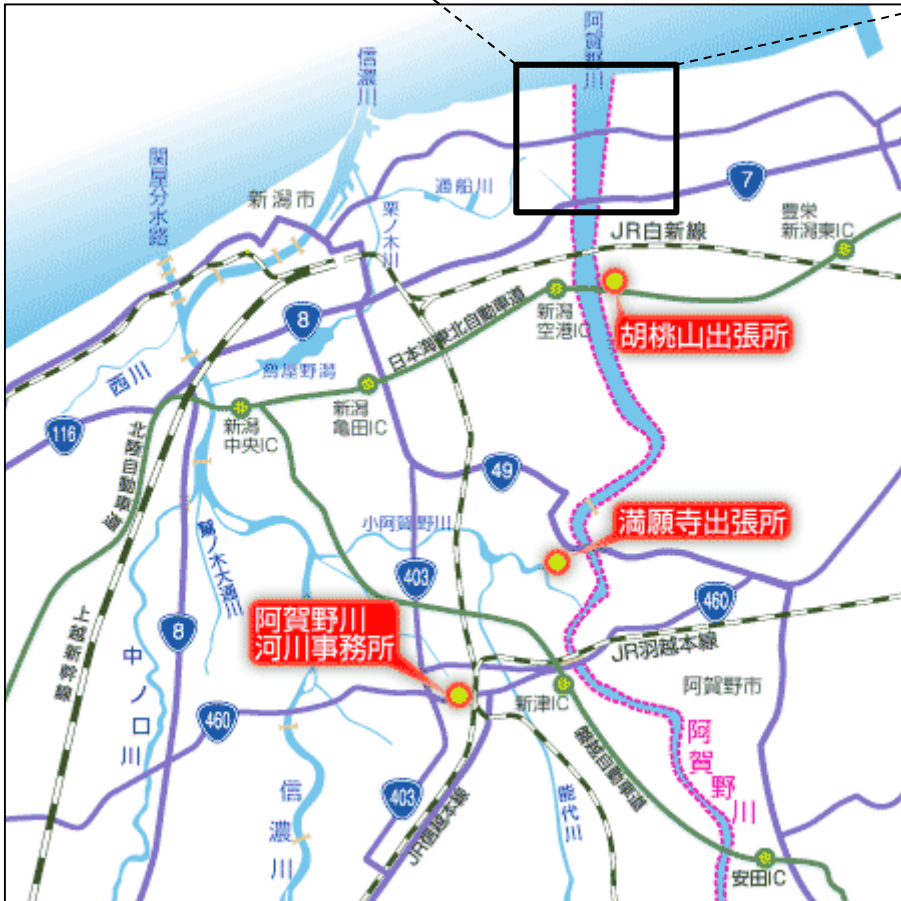 阿賀野川
信濃川
関屋分水路
新潟市
通船川
栗ノ木川
7
豊栄
新潟東IC
JR白新線
8
新潟
空港IC
胡桃山出張所
日本海東北自動車道
西川
鳥屋野潟
新潟
亀田IC
新潟
中央IC
116
北陸自動車道
49
満願寺出張所
小阿賀野川
403
460
阿賀野川
河川事務所
JR羽越本線
8
上越新幹線
中ノ口川
阿賀野市
新津IC
460
磐越自動車道
阿賀野川
403
信濃川
JR信越本線
能代川
安田IC